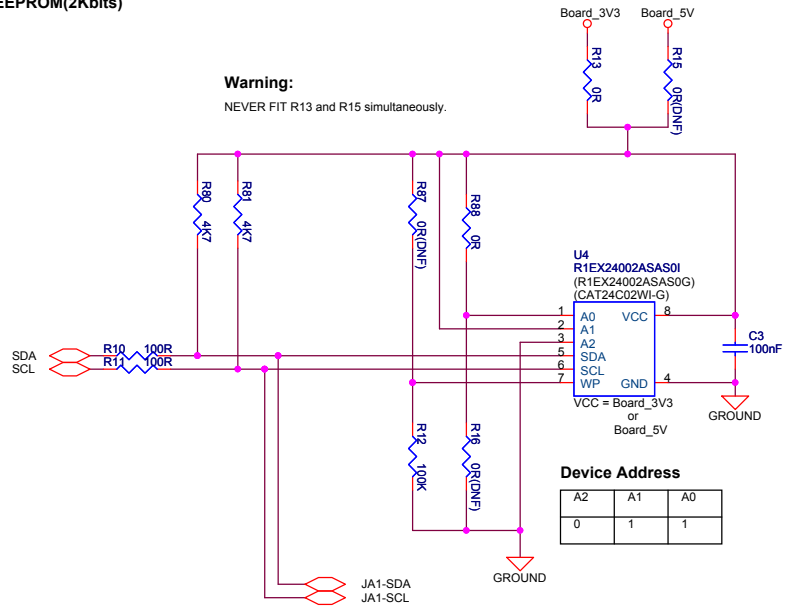 EEPROM(2Kbits)
Board_3V3
Board_5V
R13
0R
R15
0R(DNF)
Warning:
NEVER FIT R13 and R15 simultaneously.
R80
4K7
R81
4K7
R87
0R(DNF)
R88
0R
U4
R1EX24002ASAS0I
(R1EX24002ASAS0G)
(CAT24C02WI-G)
1 A0 VCC 8
2 A1
3 A2
5 SDA
6 SCL
7 WP GND 4
VCC = Board_3V3
or
Board_5V
C3
100nF
GROUND
SDA
SCL
R10 100R
R11 100R
R12
100K
R16
0R(DNF)
Device Address
A2 A1 A0
0 1 1
GROUND
JA1-SDA
JA1-SCL